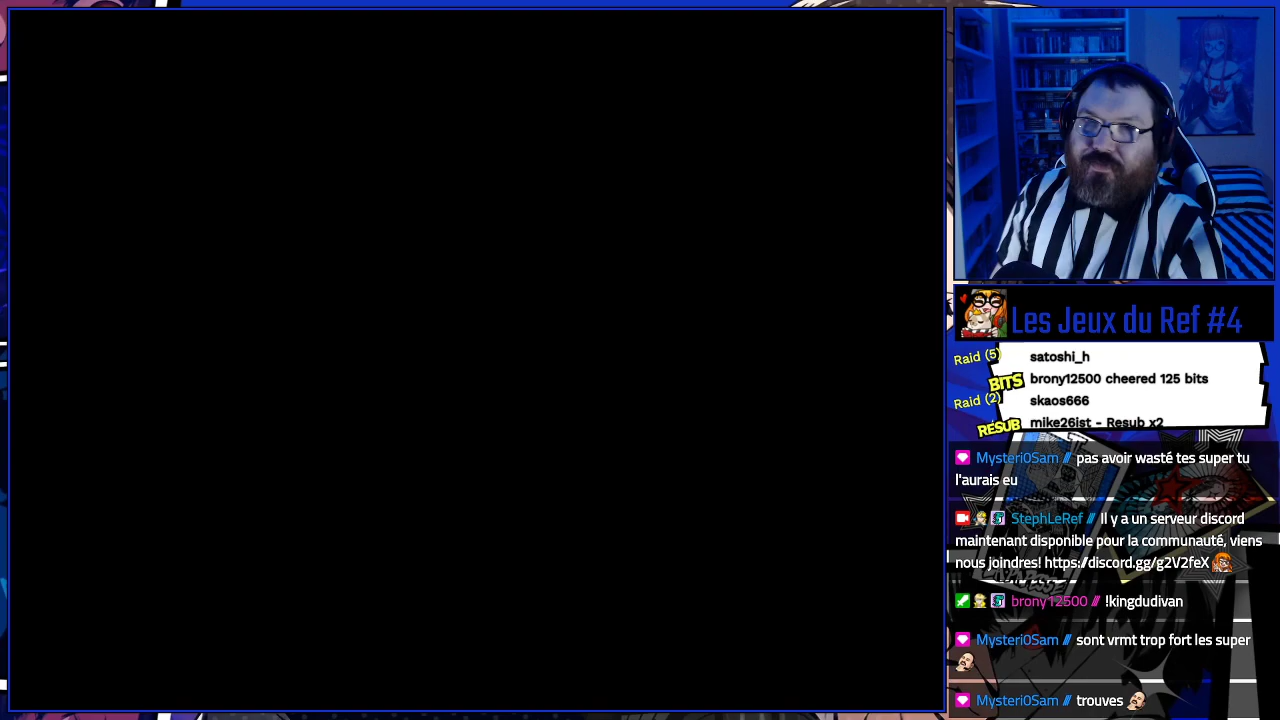 Les Jeux du Ref #4
Raid (5) satoshi_h
BITS brony12500 cheered 125 bits
Raid (2) skaos666
RESUB mike26ist - Resub x2
Mysteri0Sam // pas avoir wasté tes super tu
l'aurais eu
StephLeRef // Il y a un serveur discord
maintenant disponible pour la communauté, viens
nous joindres! https://discord.gg/g2V2feX
brony12500 // !kingdudivan
Mysteri0Sam // sont vrmt trop fort les super
Mysteri0Sam // trouves